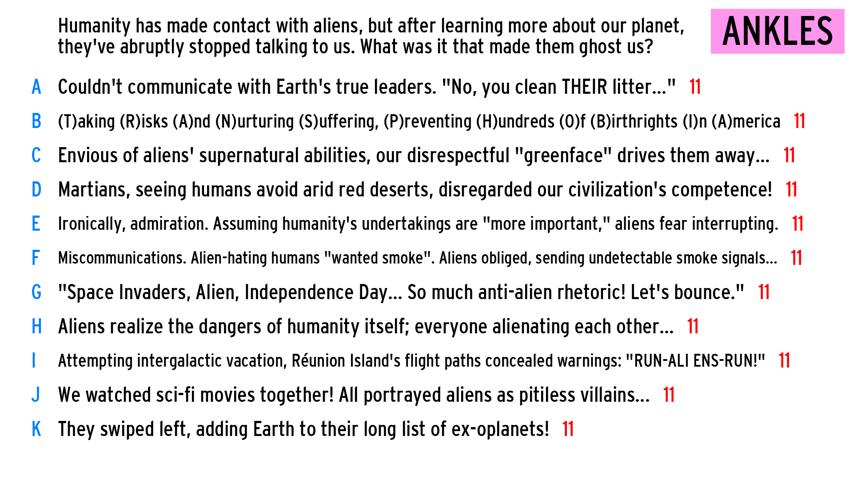 Humanity has made contact with aliens, but after learning more about our planet,
they've abruptly stopped talking to us. What was it that made them ghost us?
ANKLES
A Couldn't communicate with Earth's true leaders. "No, you clean THEIR litter..." 11
B (T)aking (R)isks (A)nd (N)urturing (S)uffering, (P)reventing (H)undreds (O)f (B)irthrights (I)n (A)merica 11
C Envious of aliens' supernatural abilities, our disrespectful "greenface" drives them away... 11
D Martians, seeing humans avoid arid red deserts, disregarded our civilization's competence! 11
E Ironically, admiration. Assuming humanity's undertakings are "more important," aliens fear interrupting. 11
F Miscommunications. Alien-hating humans "wanted smoke". Aliens obliged, sending undetectable smoke signals... 11
G "Space Invaders, Alien, Independence Day... So much anti-alien rhetoric! Let's bounce." 11
H Aliens realize the dangers of humanity itself; everyone alienating each other... 11
I Attempting intergalactic vacation, Réunion Island's flight paths concealed warnings: "RUN-ALI ENS-RUN!" 11
J We watched sci-fi movies together! All portrayed aliens as pitiless villains... 11
K They swiped left, adding Earth to their long list of ex-oplanets! 11